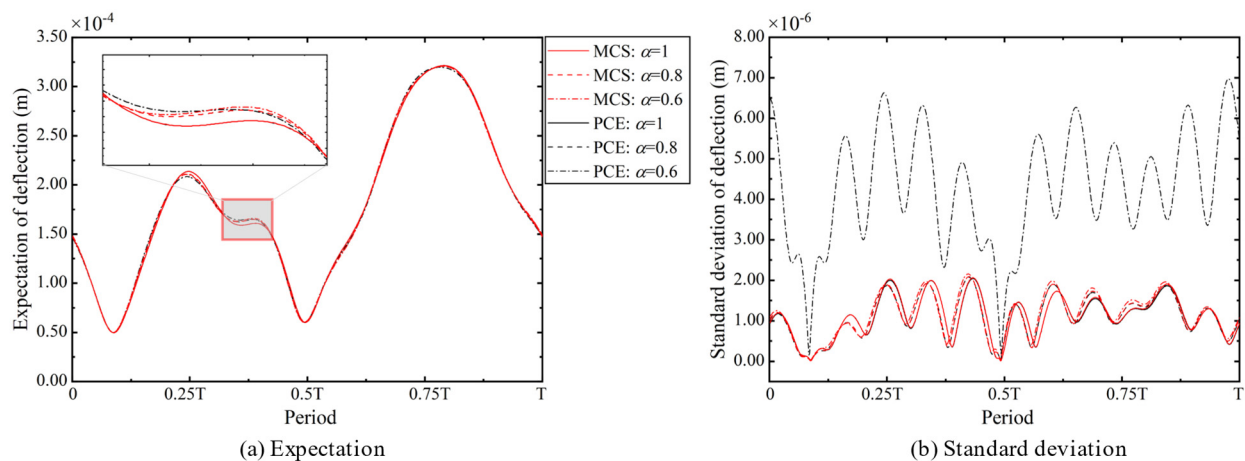 ×10⁻⁴
3.50
3.00
2.50
2.00
1.50
1.00
0.50
0.00
Expectation of deflection (m)
0
0.25T
0.5T
0.75T
T
Period
MCS: α=1
MCS: α=0.8
MCS: α=0.6
PCE: α=1
PCE: α=0.8
PCE: α=0.6
(a) Expectation
×10⁻⁶
8.00
7.00
6.00
5.00
4.00
3.00
2.00
1.00
0.00
Standard deviation of deflection (m)
0
0.25T
0.5T
0.75T
T
Period
(b) Standard deviation